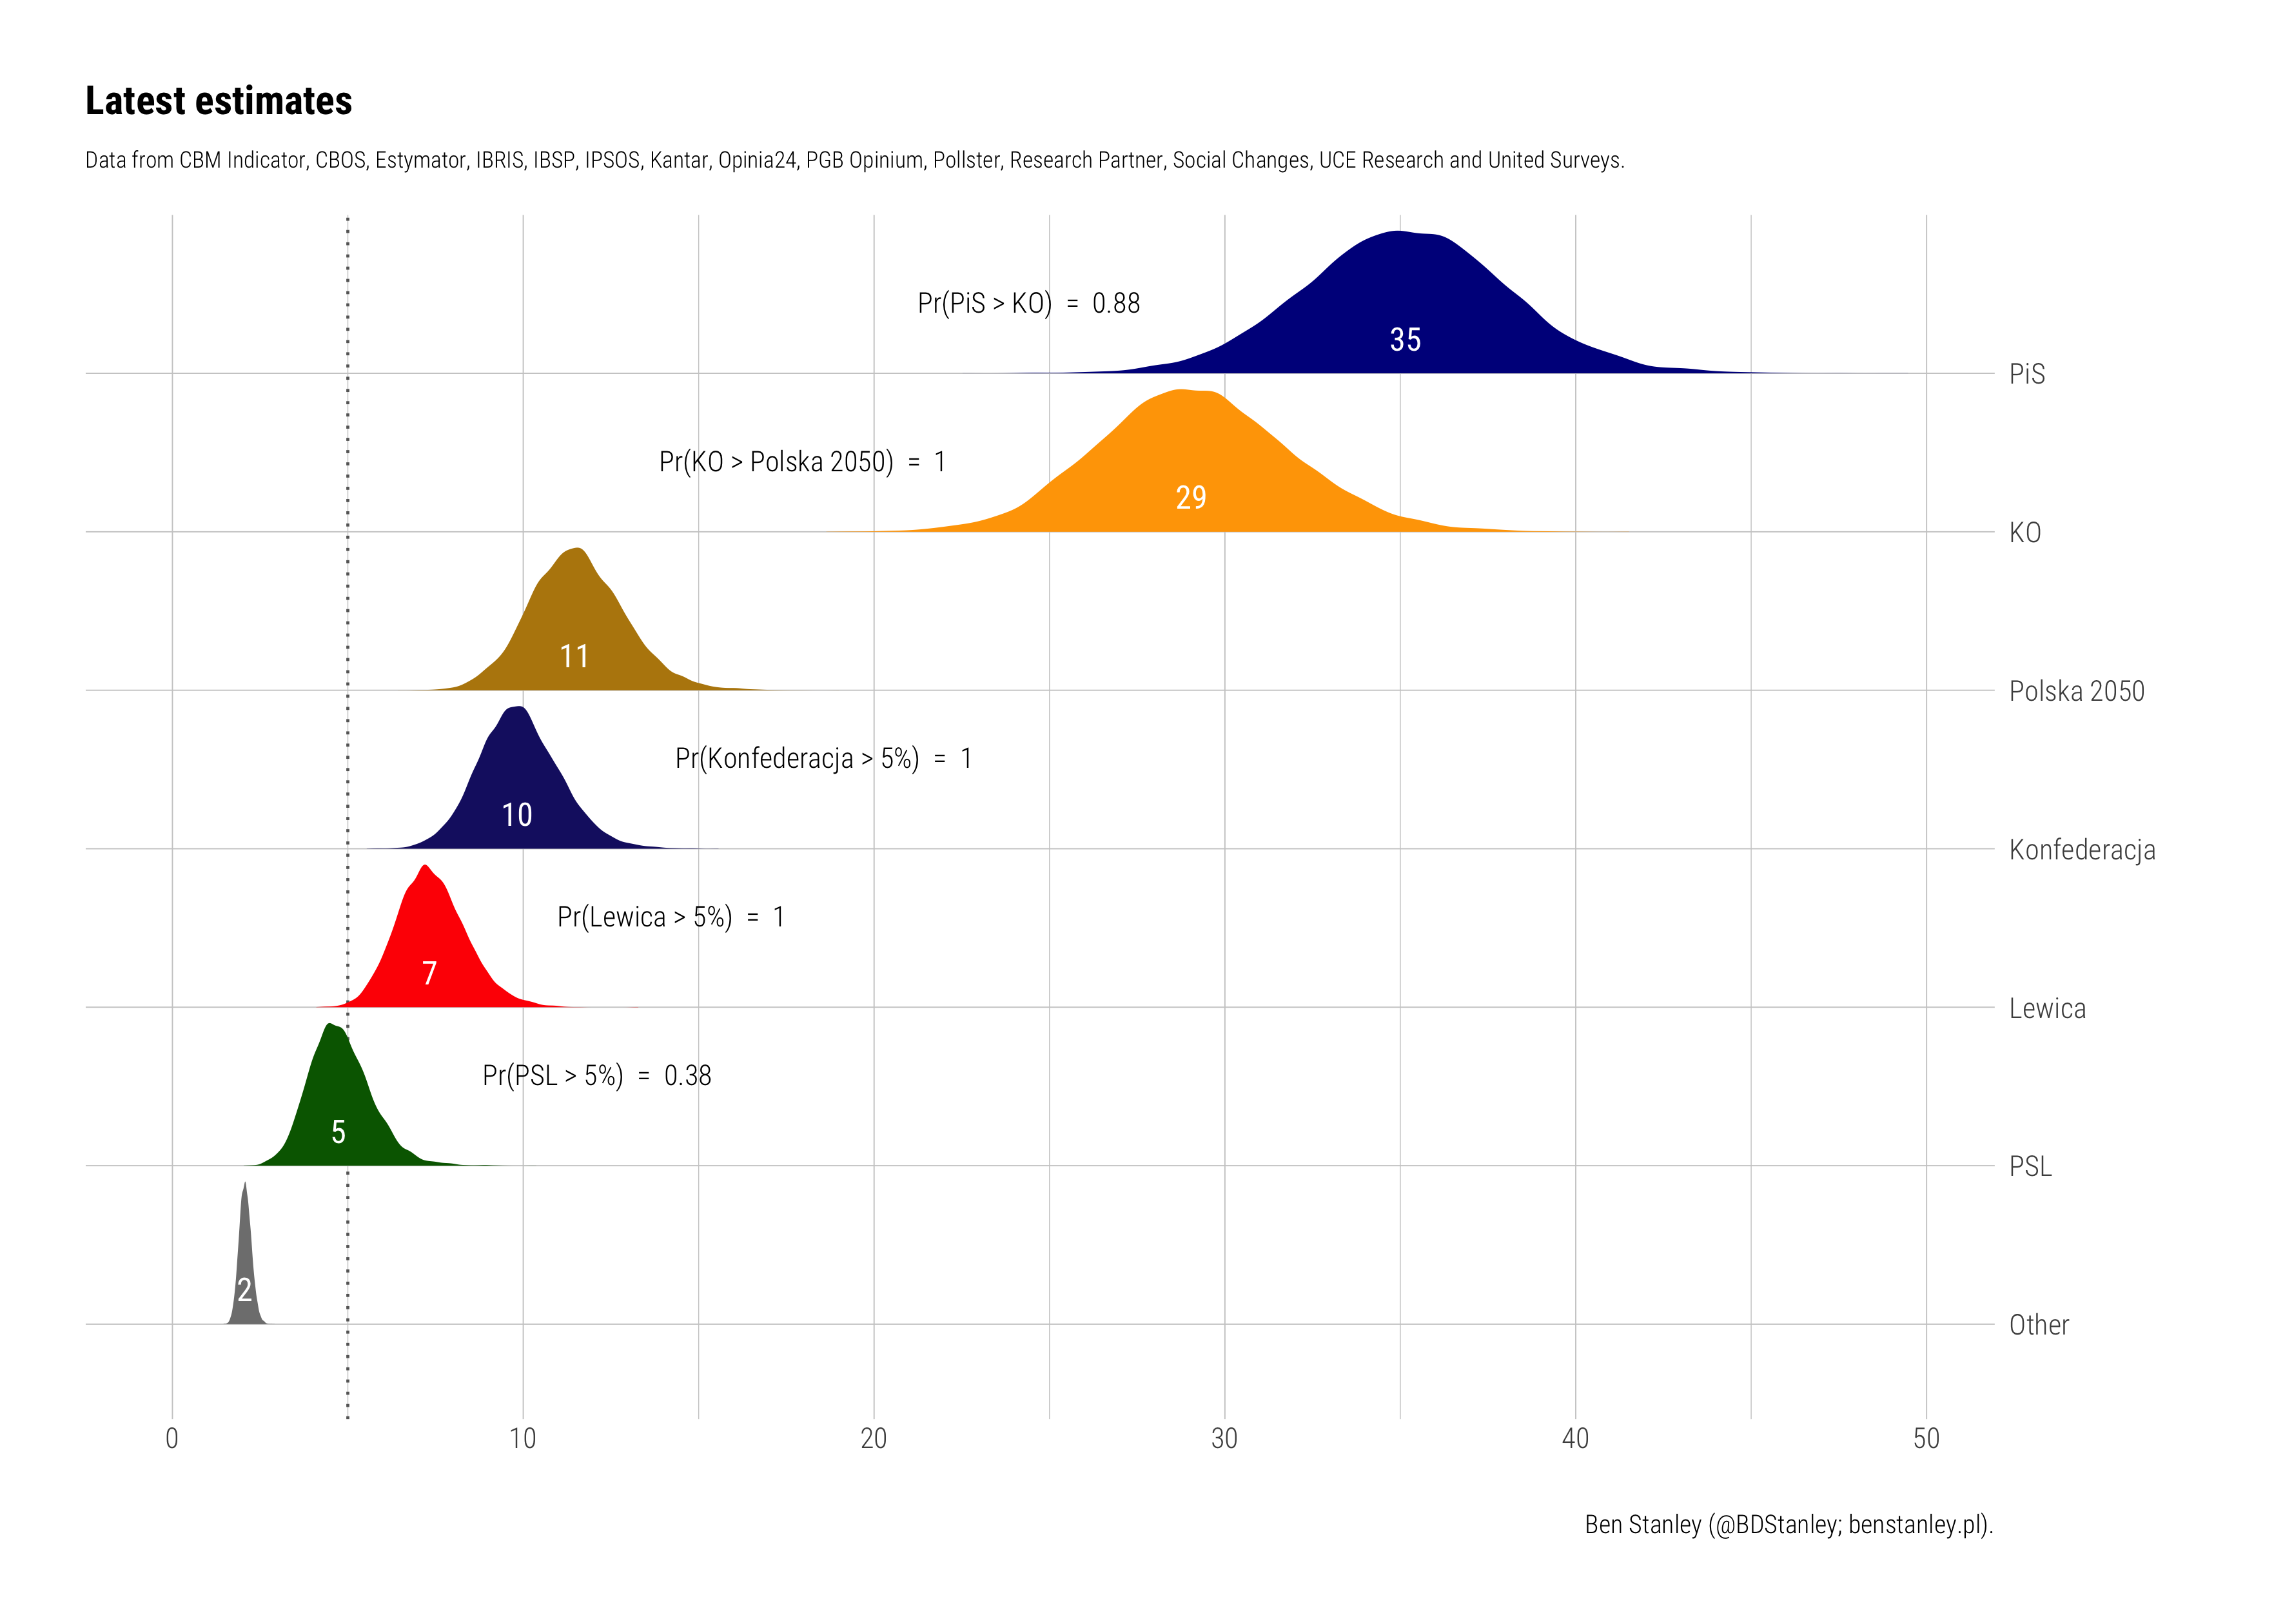 Latest estimates
Data from CBM Indicator, CBOS, Estymator, IBRIS, IBSP, IPSOS, Kantar, Opinia24, PGB Opinium, Pollster, Research Partner, Social Changes, UCE Research and United Surveys.
Pr(PiS > KO) = 0.88
35
PiS
Pr(KO > Polska 2050) = 1
29
KO
11
Polska 2050
Pr(Konfederacja > 5%) = 1
10
Konfederacja
Pr(Lewica > 5%) = 1
7
Lewica
Pr(PSL > 5%) = 0.38
5
PSL
2
Other
0 10 20 30 40 50
Ben Stanley (@BDStanley; benstanley.pl).